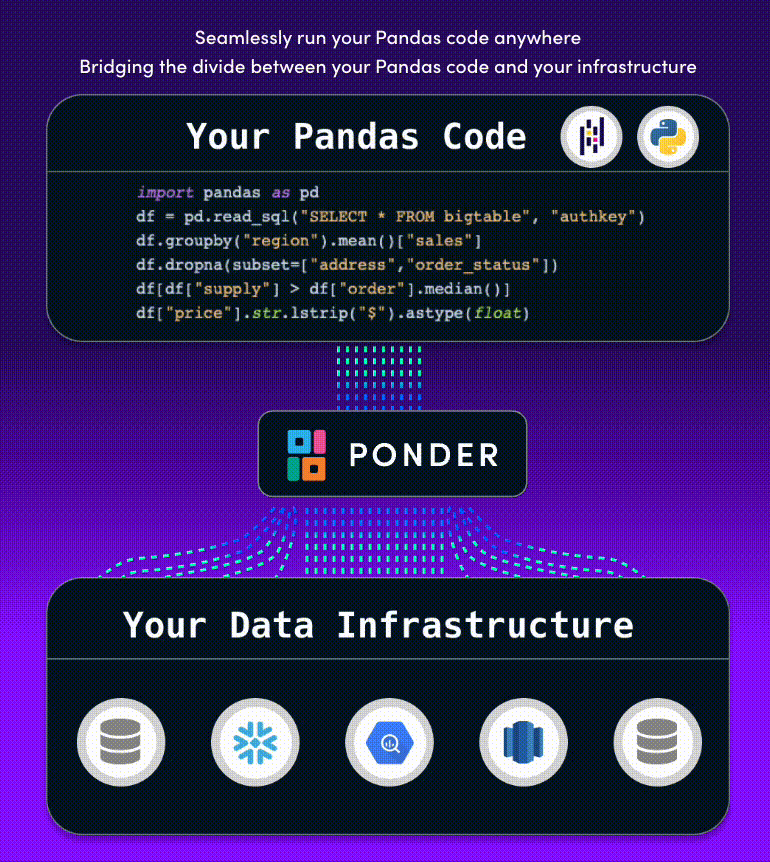 Seamlessly run your Pandas code anywhere
Bridging the divide between your Pandas code and your infrastructure
Your Pandas Code
import pandas as pd
df = pd.read_sql("SELECT * FROM bigtable", "authkey")
df.groupby("region").mean()["sales"]
df.dropna(subset=["address","order_status"])
df[df["supply"] > df["order"].median()]
df["price"].str.lstrip("$").astype(float)
PONDER
Your Data Infrastructure